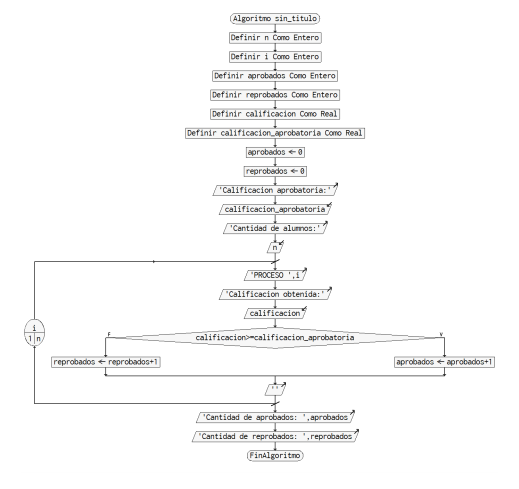 Algoritmo sin_titulo
Definir n Como Entero
Definir i Como Entero
Definir aprobados Como Entero
Definir reprobados Como Entero
Definir calificacion Como Real
Definir calificacion_aprobatoria Como Real
aprobados ← 0
reprobados ← 0
'Calificacion aprobatoria:'
calificacion_aprobatoria
'Cantidad de alumnos:'
n
'PROCESO ',i
'Calificacion obtenida:'
calificacion
i
1 n
F
calificacion>=calificacion_aprobatoria
V
reprobados ← reprobados+1
aprobados ← aprobados+1
''
'Cantidad de aprobados: ',aprobados
'Cantidad de reprobados: ',reprobados
FinAlgoritmo